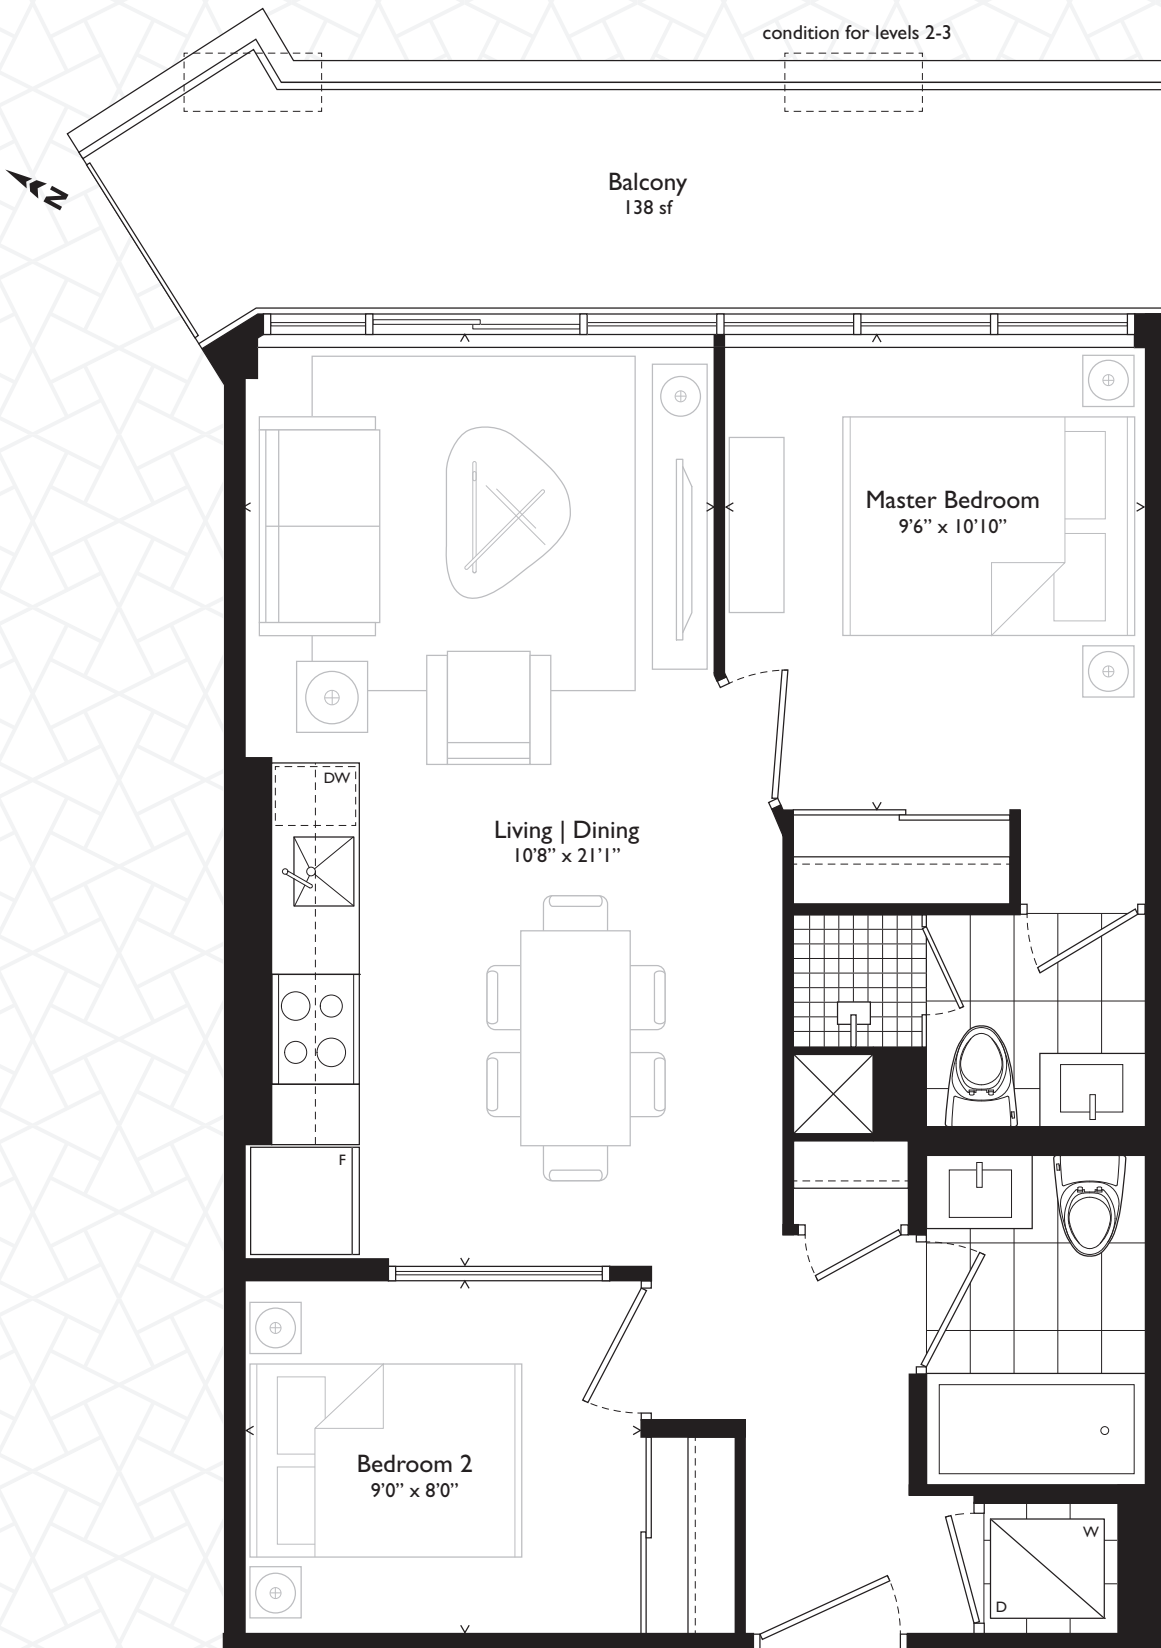 condition for levels 2-3
N
Balcony
138 sf
Master Bedroom
9’6” x 10’10”
DW
Living | Dining
10’8” x 21’1”
F
Bedroom 2
9’0” x 8’0”
W
D